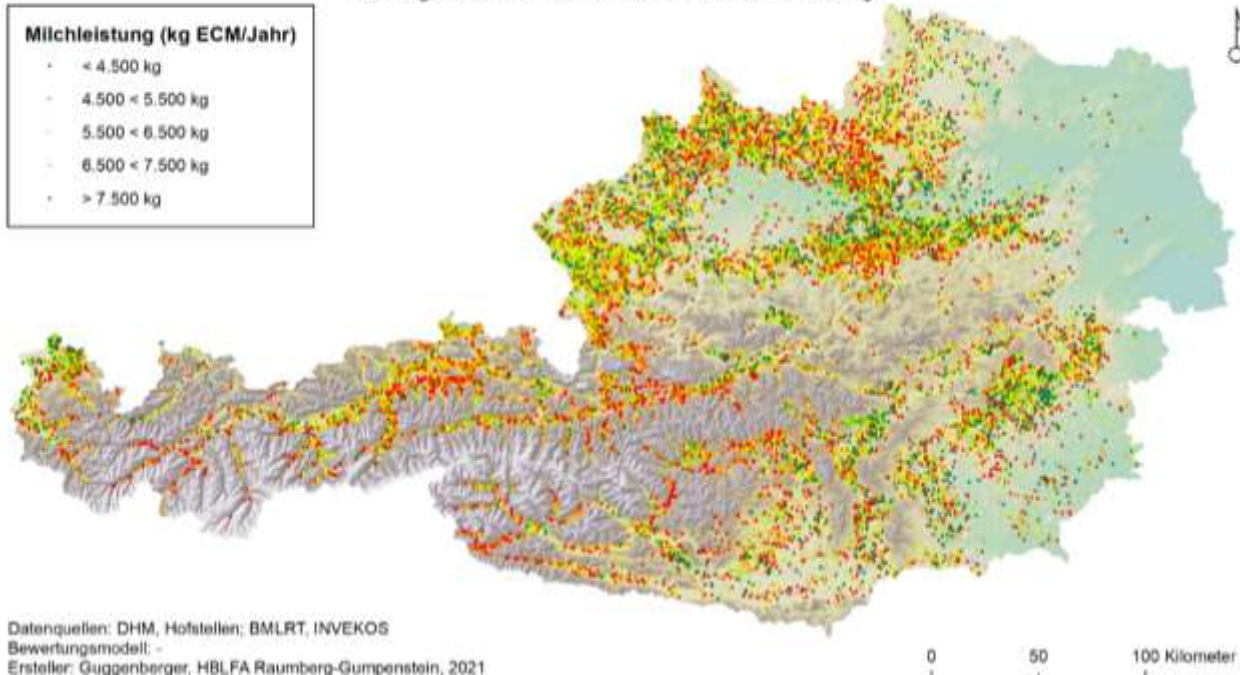 Milchleistung (kg ECM/Jahr)
< 4.500 kg
4.500 < 5.500 kg
5.500 < 6.500 kg
6.500 < 7.500 kg
> 7.500 kg
Datenquellen: DHM, Hofstellen; BMLRT, INVEKOS
Bewertungsmodell: -
Ersteller: Guggenberger, HBLFA Raumberg-Gumpenstein, 2021
0 50 100 Kilometer